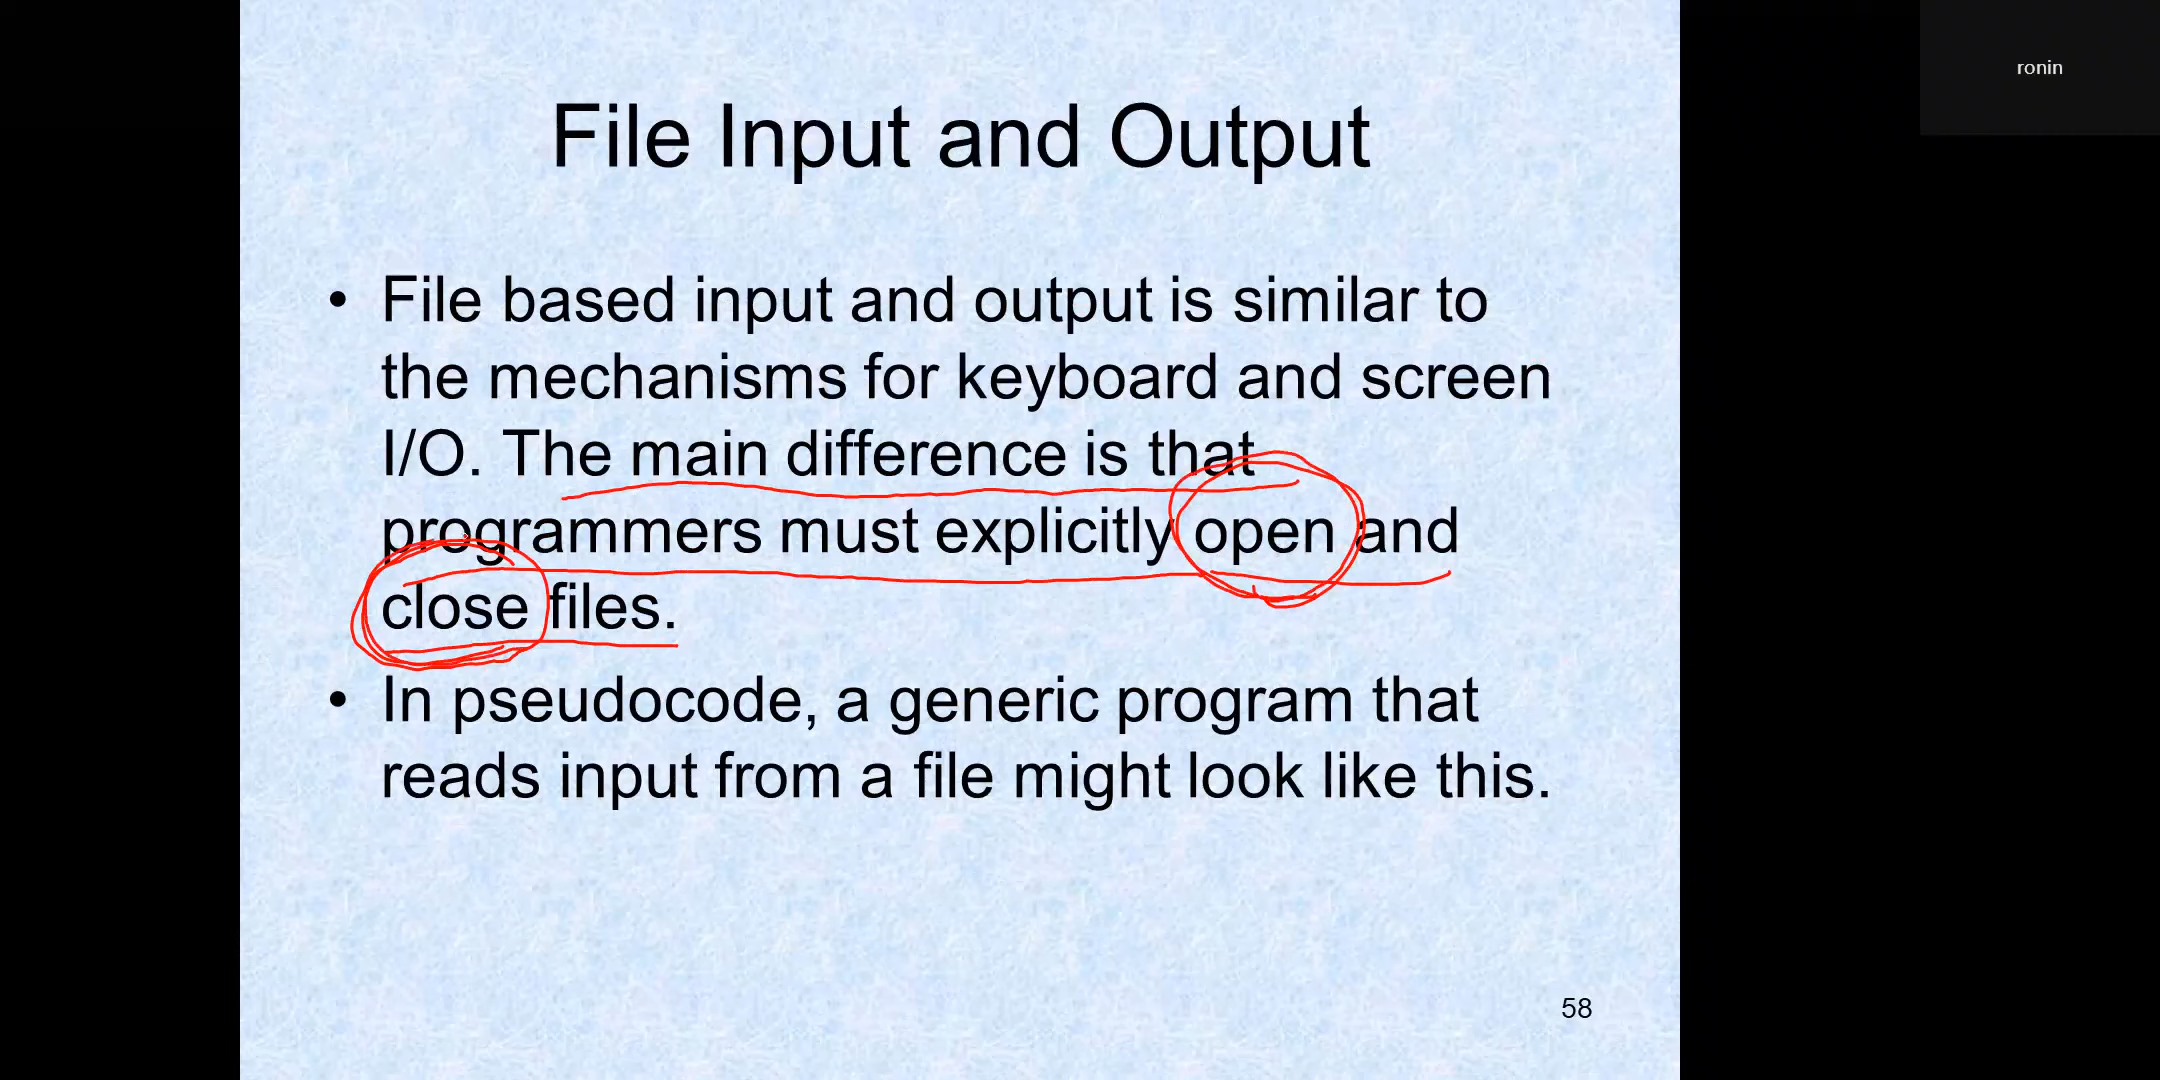 ronin
File Input and Output
• File based input and output is similar to
the mechanisms for keyboard and screen
I/O. The main difference is that
programmers must explicitly open and
close files.
• In pseudocode, a generic program that
reads input from a file might look like this.
58